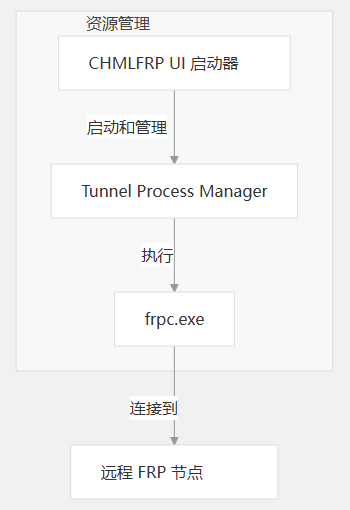 资源管理
CHMLFRP UI 启动器
启动和管理
Tunnel Process Manager
执行
frpc.exe
连接到
远程 FRP 节点